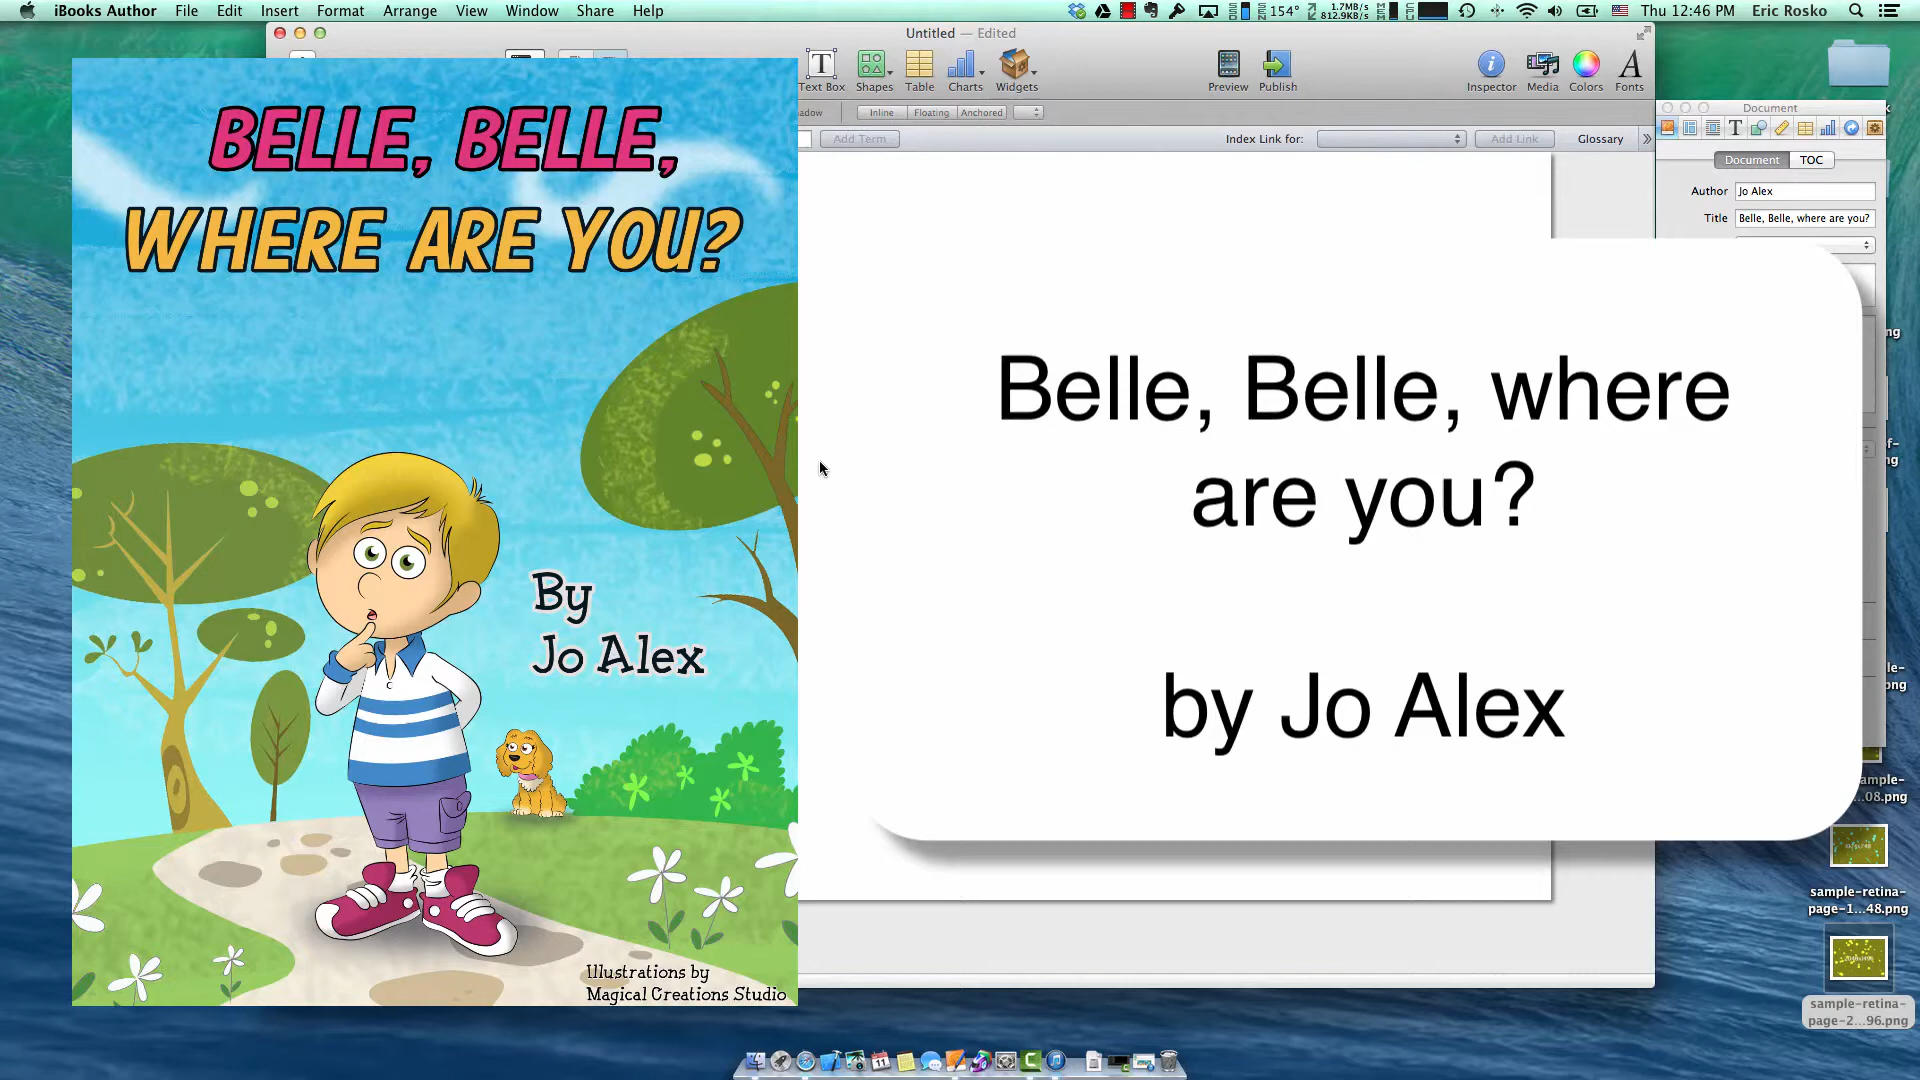 iBooks Author File Edit Insert Format Arrange View Window Share Help
154° 1.7MB/s 812.9KB/s Thu 12:46 PM Eric Rosko
Untitled — Edited
Text Box Shapes Table Charts Widgets Preview Publish Inspector Media Colors Fonts
Inline Floating Anchored
Add Term Index Link for: Add Link Glossary
Document
Document TOC
Author Jo Alex
Title Belle, Belle, where are you?
BELLE, BELLE,
WHERE ARE YOU?
By
Jo Alex
Illustrations by
Magical Creations Studio
Belle, Belle, where
are you?
by Jo Alex
sample-retina-
page-1...48.png
sample-retina-
page-2...96.png